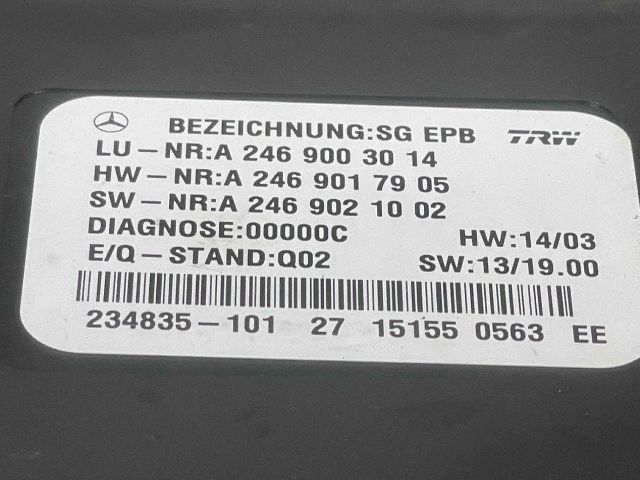 BEZEICHNUNG:SG EPB TRW
LU-NR:A 246 900 30 14
HW-NR:A 246 901 79 05
SW-NR:A 246 902 10 02
DIAGNOSE:00000C HW:14/03
E/Q-STAND:Q02 SW:13/19.00
234835-101 27 15155 0563 EE